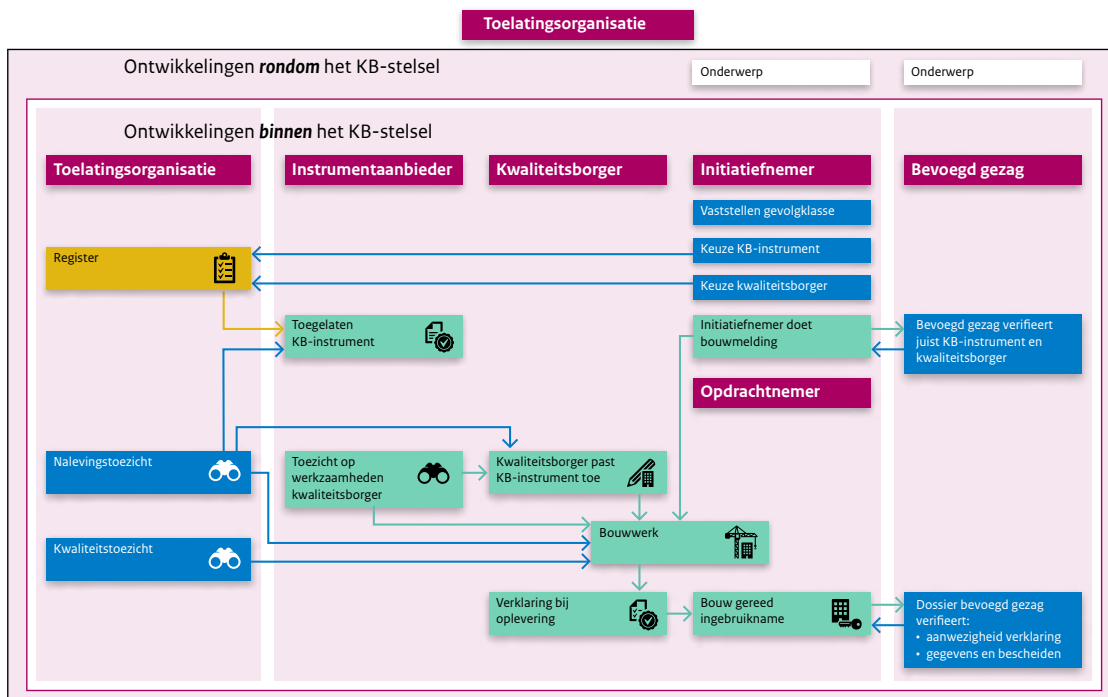 Toelatingsorganisatie
Ontwikkelingen rondom het KB-stelsel
Onderwerp
Onderwerp
Ontwikkelingen binnen het KB-stelsel
Toelatingsorganisatie
Instrumentaanbieder
Kwaliteitsborger
Initiatiefnemer
Bevoegd gezag
Vaststellen gevolgklasse
Register
Keuze KB-instrument
Keuze kwaliteitsborger
Toegelaten
KB-instrument
Initiatiefnemer doet
bouwmelding
Bevoegd gezag verifieert
juist KB-instrument en
kwaliteitsborger
Opdrachtnemer
Nalevingstoezicht
Toezicht op
werkzaamheden
kwaliteitsborger
Kwaliteitsborger past
KB-instrument toe
Bouwwerk
Kwaliteitstoezicht
Verklaring bij
oplevering
Bouw gereed
ingebruikname
Dossier bevoegd gezag
verifieert:
• aanwezigheid verklaring
• gegevens en bescheiden